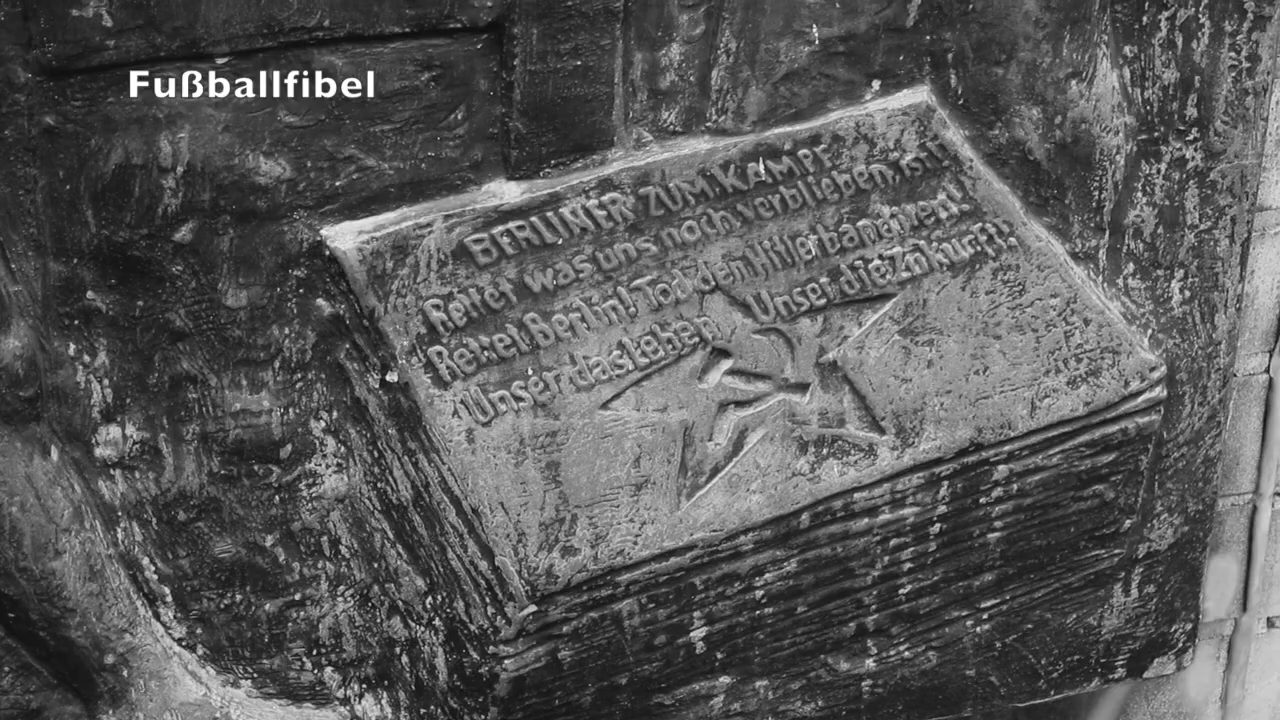 Fußballfibel
BERLINER ZUM KAMPF
Rettet was uns noch verblieben ist!
Rettet Berlin! Tod den Hitlerbanditen!
Unser das Leben Unser die Zukunft!